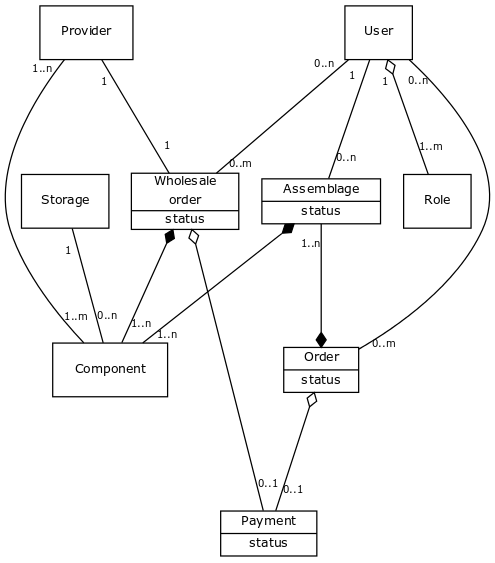 Provider
User
1..n
1
0..n
1
1
0..n
1
0..m
0..n
1..m
Storage
Wholesale
order
status
Assemblage
status
Role
1
1..n
1..m
0..n
1..n
1..n
0..m
Component
Order
status
0..1
0..1
Payment
status